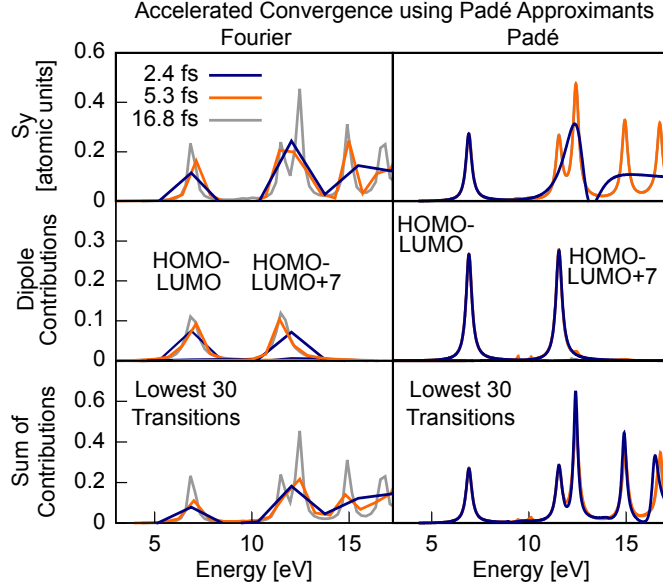 Accelerated Convergence using Padé Approximants
Fourier
Padé
Sy
[atomic units]
0.6
0.4
0.2
0
2.4 fs
5.3 fs
16.8 fs
Dipole
Contributions
0.3
0.2
0.1
0
HOMO-
LUMO
HOMO-
LUMO+7
HOMO-
LUMO
HOMO-
LUMO+7
Sum of
Contributions
0.6
0.4
0.2
0
Lowest 30
Transitions
Lowest 30
Transitions
5
10
15
5
10
15
Energy [eV]
Energy [eV]